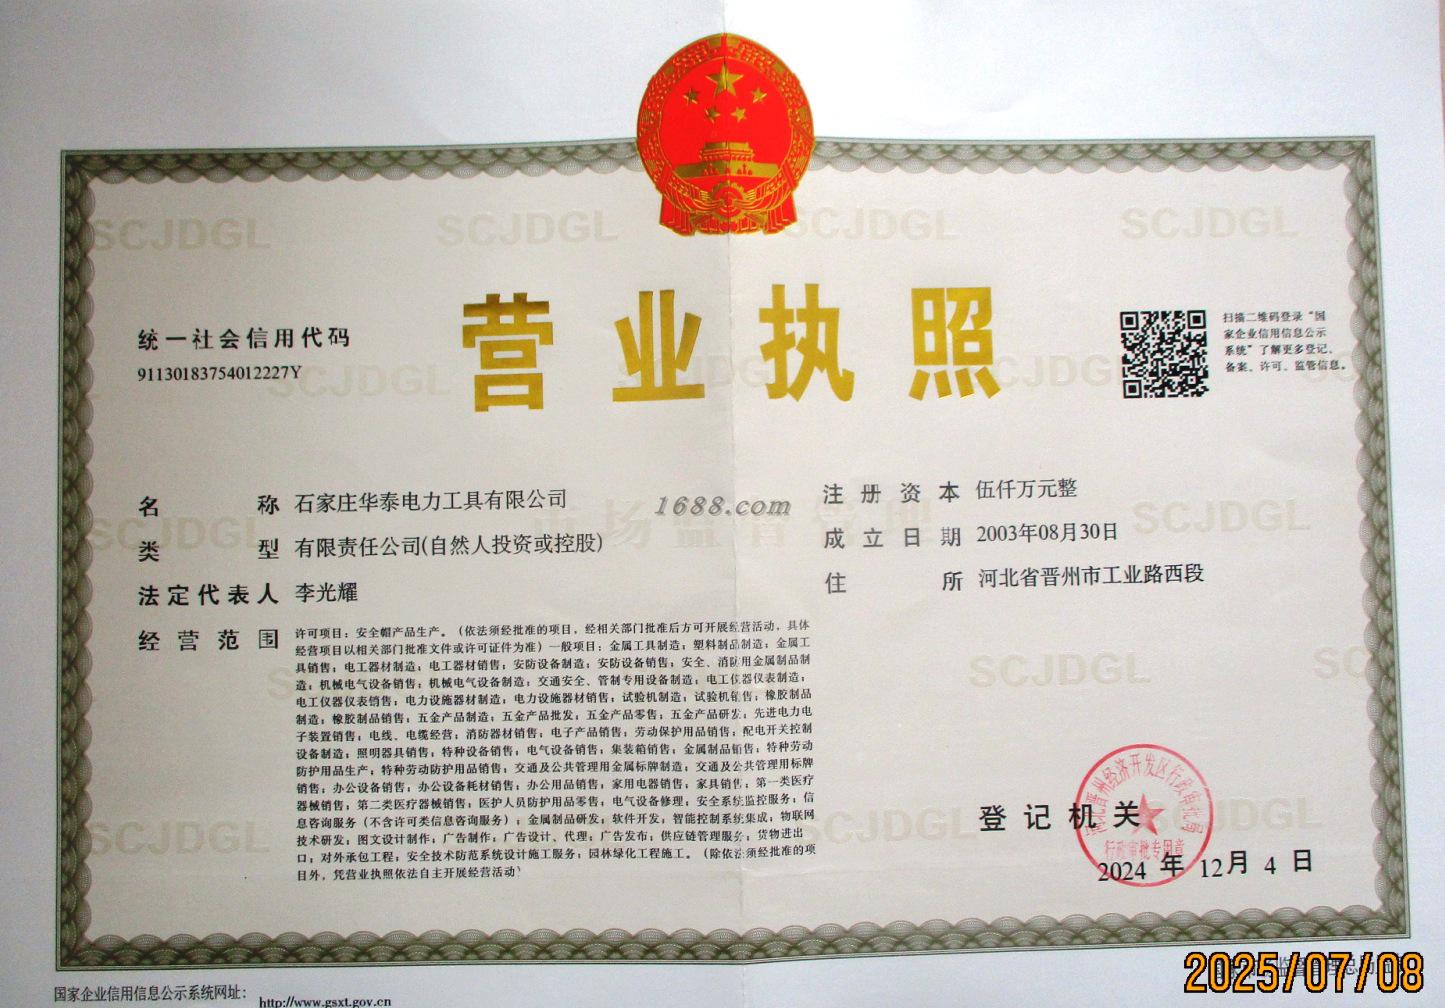 营业执照
统一社会信用代码
91130183754012227Y
扫描二维码登录“国
家企业信用信息公示
系统”了解更多登记、
备案、许可、监管信息。
名 称 石家庄华泰电力工具有限公司
类 型 有限责任公司(自然人投资或控股)
法定代表人 李光耀
经营范围 许可项目：安全帽产品生产。（依法须经批准的项目，经相关部门批准后方可开展经营活动，具体
经营项目以相关部门批准文件或许可证件为准）一般项目：金属工具制造；塑料制品制造；金属工
具销售；电工器材制造；电工器材销售；安防设备制造；安防设备销售；安全、消防用金属制品制
造；机械电气设备销售；机械电气设备制造；交通安全、管制专用设备制造；电工仪器仪表制造；
电工仪器仪表销售；电力设施器材制造；电力设施器材销售；试验机制造；试验机销售；橡胶制品
制造；橡胶制品销售；五金产品制造；五金产品批发；五金产品零售；五金产品研发；先进电力电
子装置销售；电线、电缆经营；消防器材销售；电子产品销售；劳动保护用品销售；配电开关控制
设备制造；照明器具销售；特种设备销售；电气设备销售；集装箱销售；金属制品销售；特种劳动
防护用品生产；特种劳动防护用品销售；交通及公共管理用金属标牌制造；交通及公共管理用标牌
销售；办公设备销售；办公设备耗材销售；办公用品销售；家用电器销售；家具销售；第一类医疗
器械销售；第二类医疗器械销售；医护人员防护用品零售；电气设备修理；安全系统监控服务；信
息咨询服务（不含许可类信息咨询服务）；金属制品研发；软件开发；智能控制系统集成；物联网
技术研发；图文设计制作；广告制作；广告设计、代理；广告发布；供应链管理服务；货物进出
口；对外承包工程；安全技术防范系统设计施工服务；园林绿化工程施工。（除依法须经批准的项
目外，凭营业执照依法自主开展经营活动）
1688.com
注册资本 伍仟万元整
成立日期 2003年08月30日
住 所 河北省晋州市工业路西段
SCJDGL
市场监督管理
登记机关
河北晋州经济开发区行政审批局
行政审批专用章
2024 年 12月 4 日
国家企业信用信息公示系统网址：
http://www.gsxt.gov.cn
2025/07/08